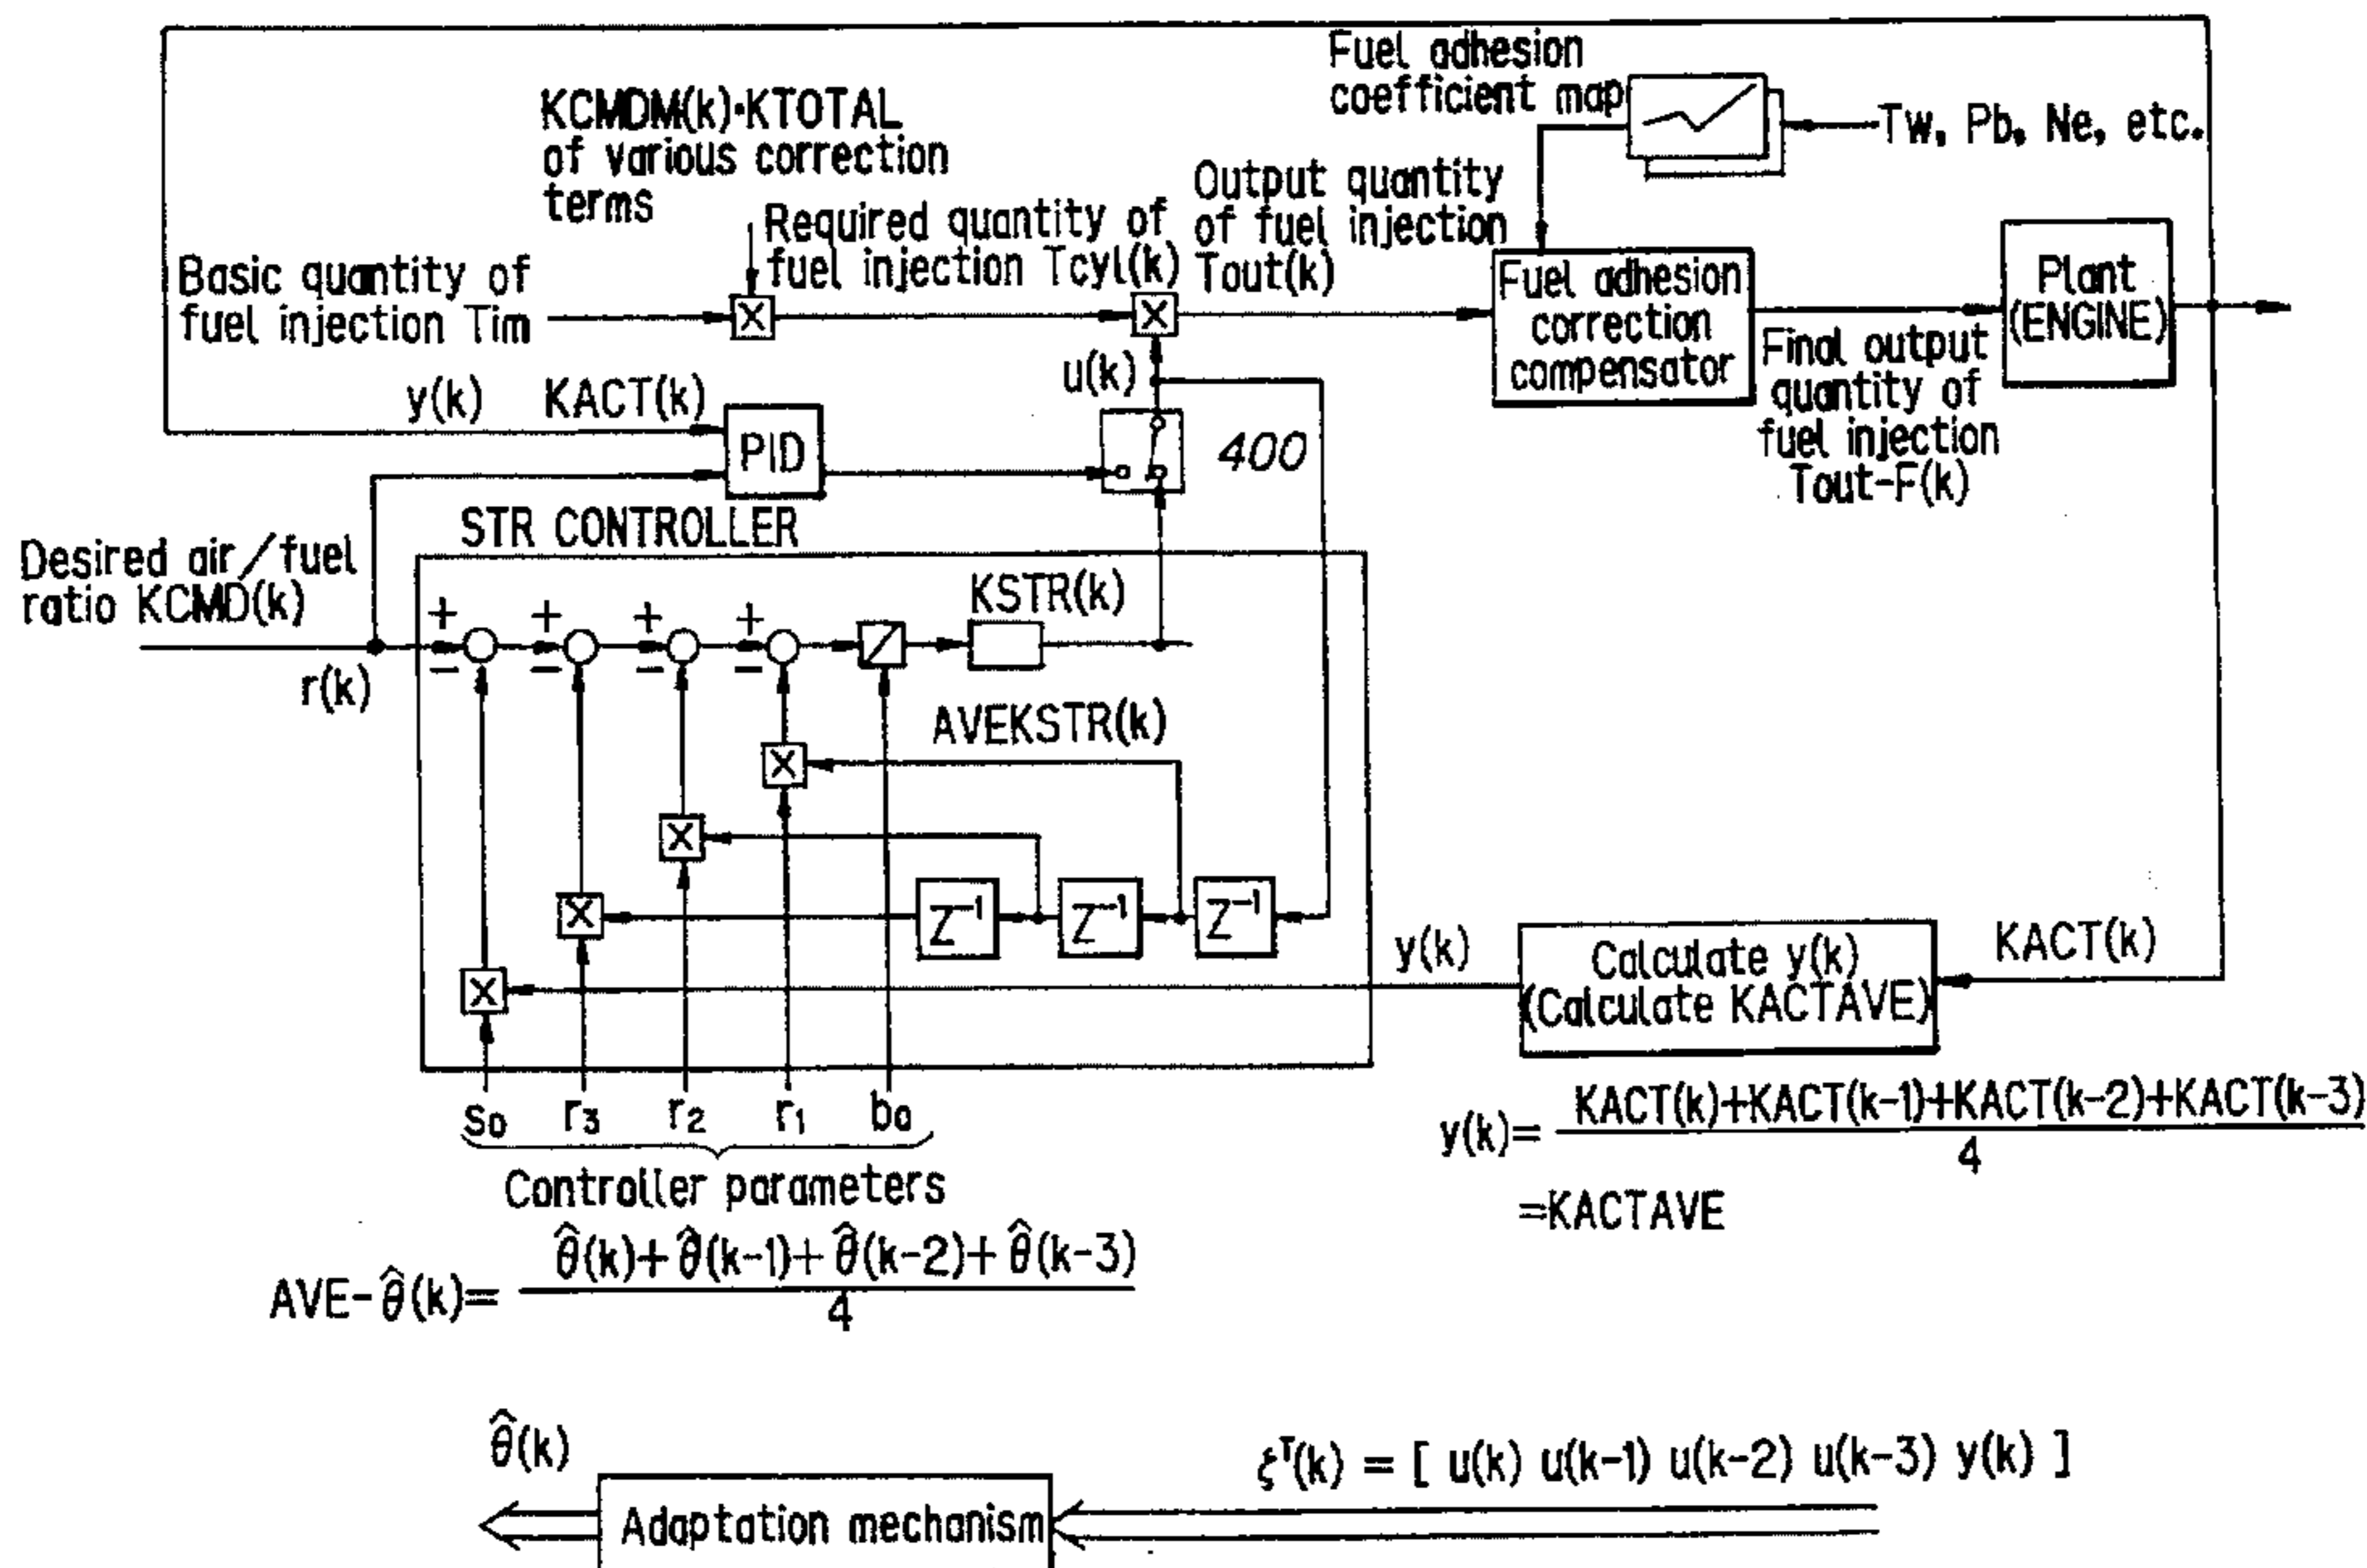 Fuel adhesion
coefficient map
Tw, Pb, Ne, etc.
KCMDM(k)·KTOTAL
of various correction
terms
Required quantity of
fuel injection Tcyl(k)
Output quantity
of fuel injection
Tout(k)
Basic quantity of
fuel injection Tim
X
X
Fuel adhesion
correction
compensator
Plant
(ENGINE)
Final output
quantity of
fuel injection
Tout-F(k)
u(k)
y(k) KACT(k)
PID
400
STR CONTROLLER
Desired air/fuel
ratio KCMD(k)
r(k)
+ + + +
− − − −
KSTR(k)
AVEKSTR(k)
X
X
X
X
Z⁻¹ Z⁻¹ Z⁻¹
y(k)
Calculate y(k)
(Calculate KACTAVE)
KACT(k)
s₀ r₃ r₂ r₁ b₀
Controller parameters
y(k)= KACT(k)+KACT(k-1)+KACT(k-2)+KACT(k-3)
4
=KACTAVE
AVE-θ̂(k)= θ̂(k)+θ̂(k-1)+θ̂(k-2)+θ̂(k-3)
4
θ̂(k)
Adaptation mechanism
ξᵀ(k) = [ u(k) u(k-1) u(k-2) u(k-3) y(k) ]